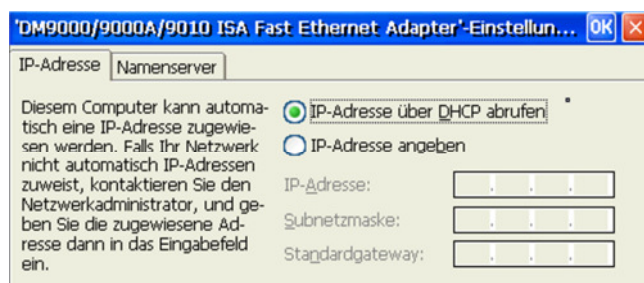 'DM9000/9000A/9010 ISA Fast Ethernet Adapter'-Einstellun... OK
IP-Adresse Namenserver
Diesem Computer kann automa-
tisch eine IP-Adresse zugewie-
sen werden. Falls Ihr Netzwerk
nicht automatisch IP-Adressen
zuweist, kontaktieren Sie den
Netzwerkadministrator, und ge-
ben Sie die zugewiesene Ad-
resse dann in das Eingabefeld
ein.
IP-Adresse über DHCP abrufen
IP-Adresse angeben
IP-Adresse:
Subnetzmaske:
Standardgateway: